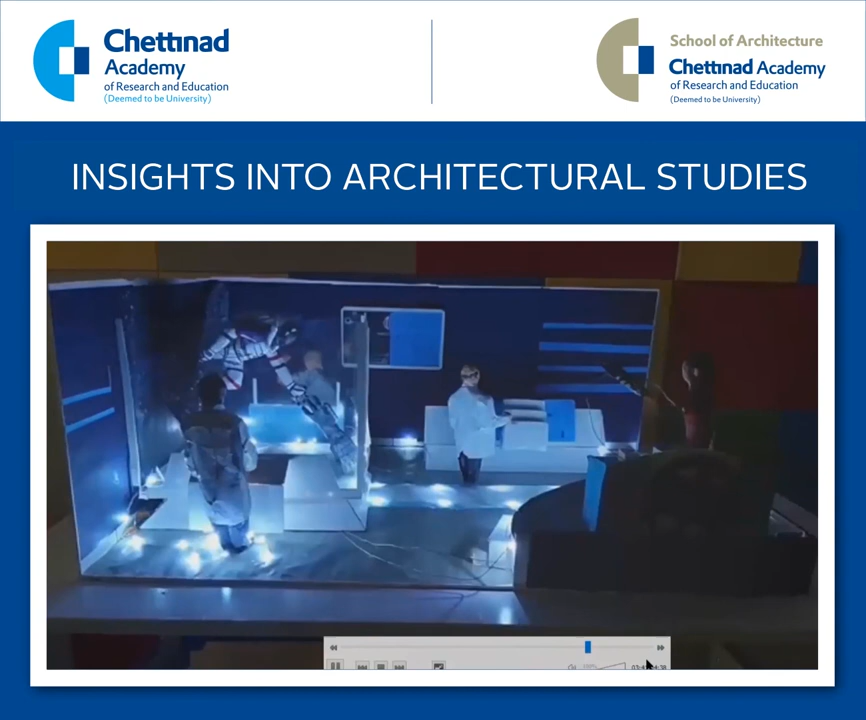 Chettinad
Academy
of Research and Education
(Deemed to be University)
School of Architecture
Chettinad Academy
of Research and Education
(Deemed to be University)
INSIGHTS INTO ARCHITECTURAL STUDIES